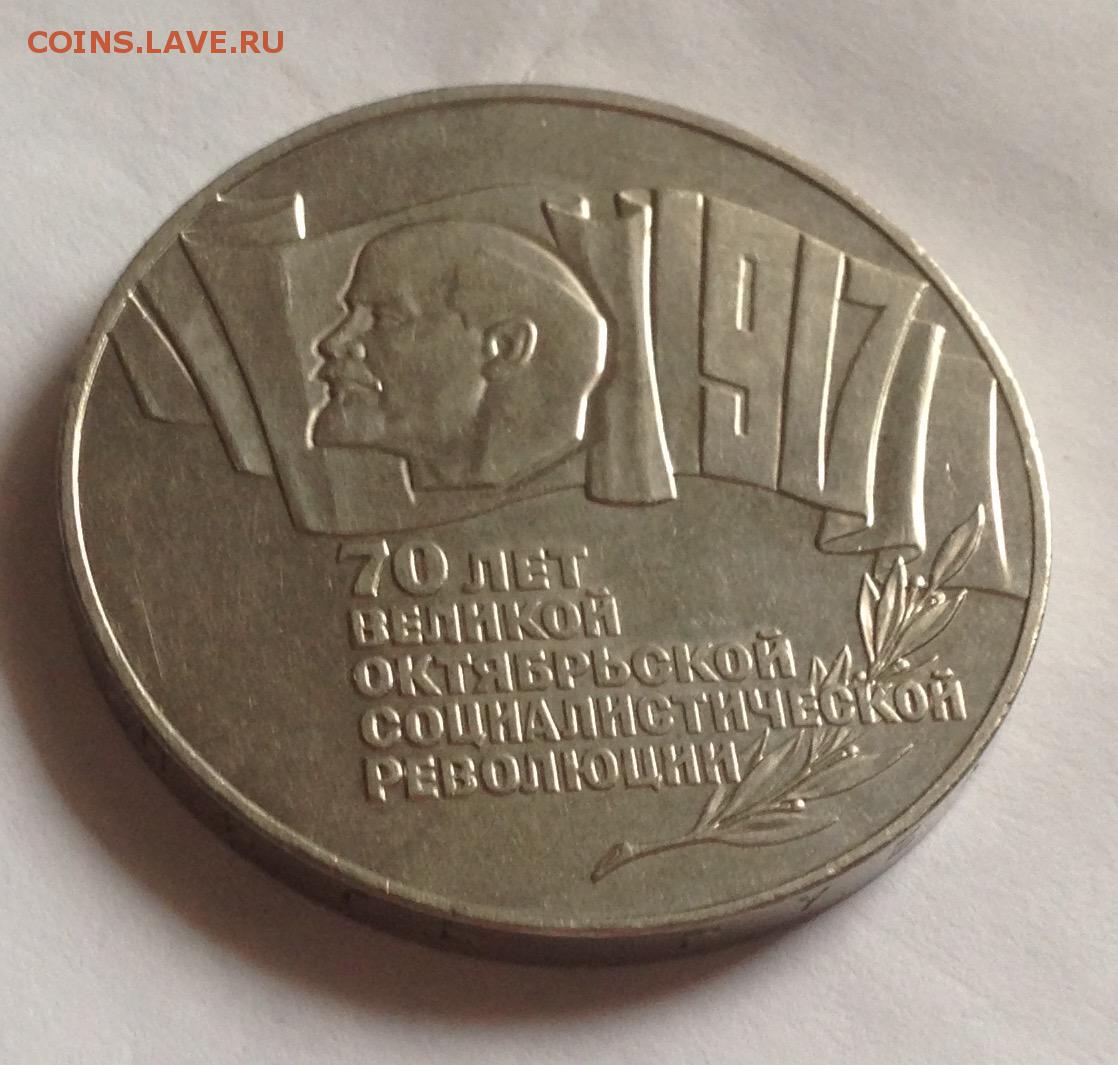 COINS.LAVE.RU
1917
70 ЛЕТ
ВЕЛИКОЙ
ОКТЯБРЬСКОЙ
СОЦИАЛИСТИЧЕСКОЙ
РЕВОЛЮЦИИ